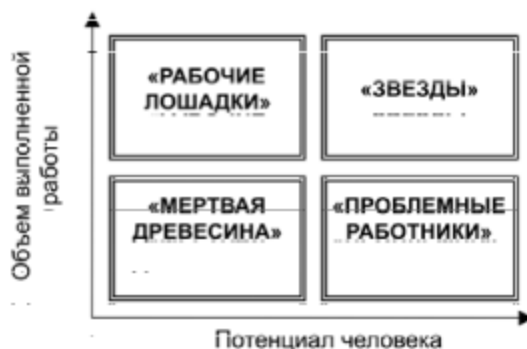 Объем выполненной
работы
«РАБОЧИЕ
ЛОШАДКИ»
«ЗВЕЗДЫ»
«МЕРТВАЯ
ДРЕВЕСИНА»
«ПРОБЛЕМНЫЕ
РАБОТНИКИ»
Потенциал человека